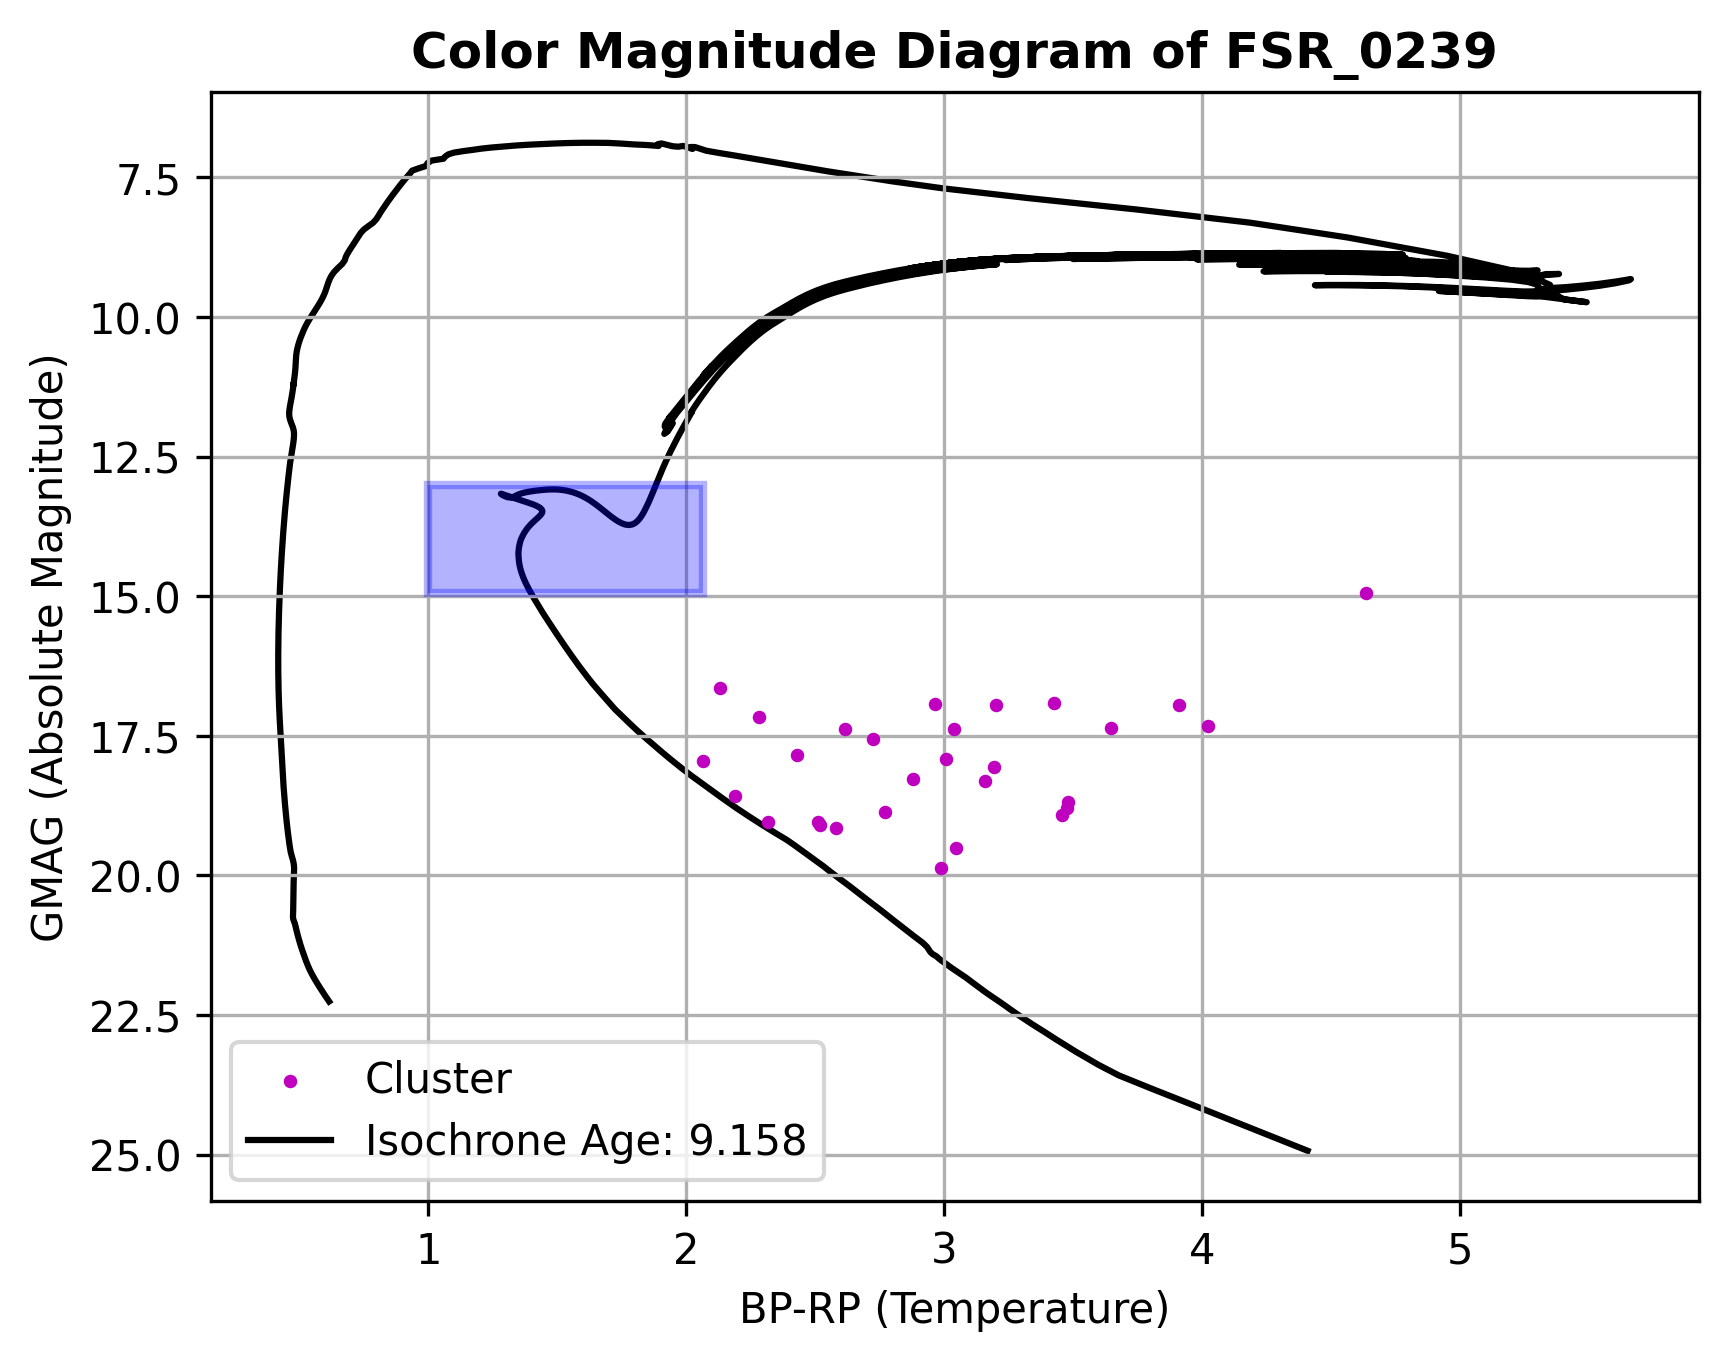 Color Magnitude Diagram of FSR_0239
GMAG (Absolute Magnitude)
7.5
10.0
12.5
15.0
17.5
20.0
22.5
25.0
Cluster
Isochrone Age: 9.158
1 2 3 4 5
BP-RP (Temperature)